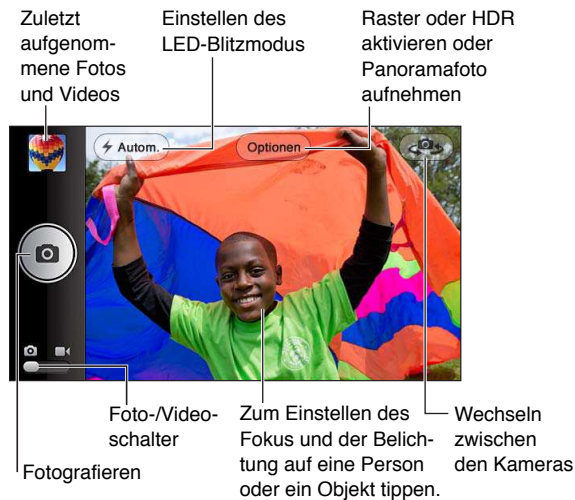 Zuletzt
aufgenom-
mene Fotos
und Videos
Einstellen des
LED-Blitzmodus
Raster oder HDR
aktivieren oder
Panoramafoto
aufnehmen
Autom.
Optionen
Foto-/Video-
schalter
Fotografieren
Zum Einstellen des
Fokus und der Belich-
tung auf eine Person
oder ein Objekt tippen.
Wechseln
zwischen
den Kameras